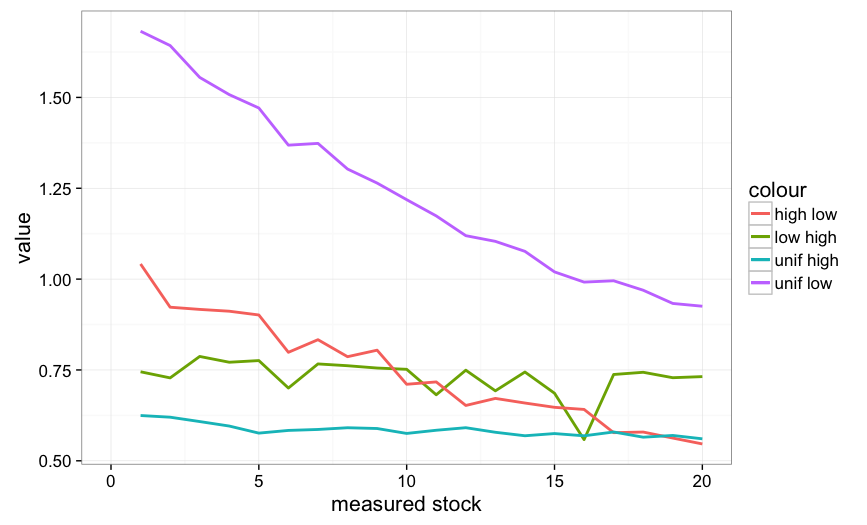 value
1.50
1.25
1.00
0.75
0.50
0
5
10
15
20
measured stock
colour
high low
low high
unif high
unif low